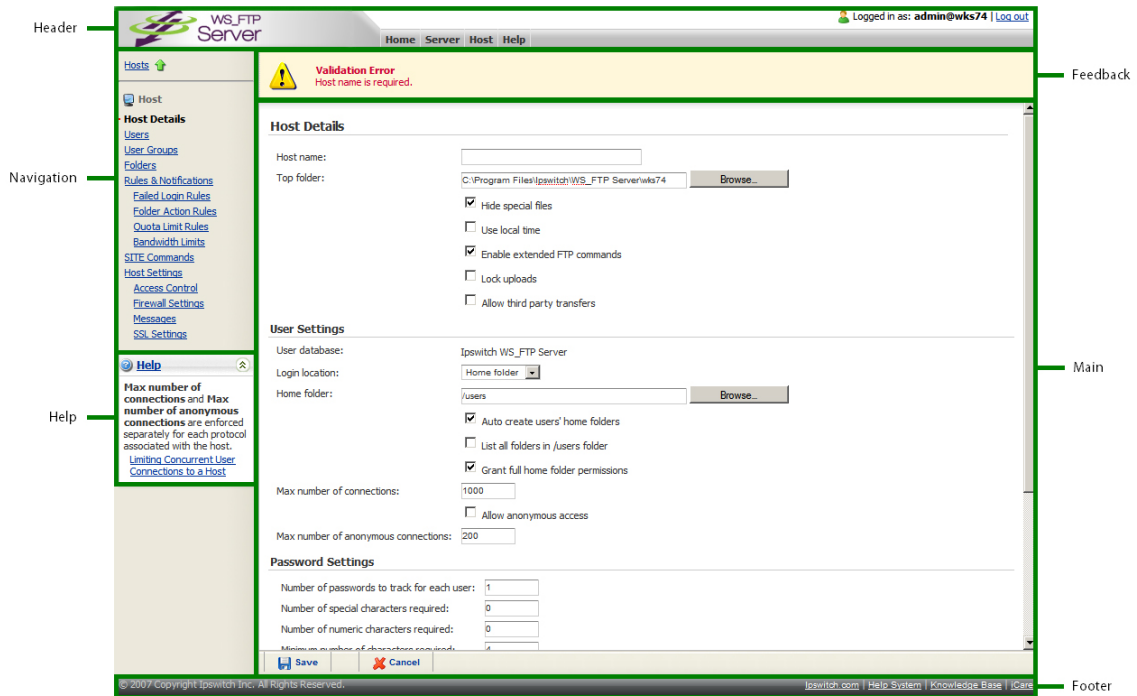 Header
WS_FTP
Server
Home Server Host Help
Logged in as: admin@wks74 | Log out
Hosts
Validation Error
Host name is required.
Feedback
Host
Host Details
Users
User Groups
Folders
Rules & Notifications
Failed Login Rules
Folder Action Rules
Quota Limit Rules
Bandwidth Limits
SITE Commands
Host Settings
Access Control
Firewall Settings
Messages
SSL Settings
Navigation
Help
Max number of
connections and Max
number of anonymous
connections are enforced
separately for each protocol
associated with the host.
Limiting Concurrent User
Connections to a Host
Help
Host Details
Host name:
Top folder: C:\Program Files\Ipswitch\WS_FTP Server\wks74 Browse...
Hide special files
Use local time
Enable extended FTP commands
Lock uploads
Allow third party transfers
User Settings
User database: Ipswitch WS_FTP Server
Login location: Home folder
Home folder: /users Browse...
Auto create users' home folders
List all folders in /users folder
Grant full home folder permissions
Max number of connections: 1000
Allow anonymous access
Max number of anonymous connections: 200
Password Settings
Number of passwords to track for each user: 1
Number of special characters required: 0
Number of numeric characters required: 0
Minimum number of characters required: 4
Main
Save Cancel
© 2007 Copyright Ipswitch Inc. All Rights Reserved.
Ipswitch.com | Help System | Knowledge Base | iCare
Footer